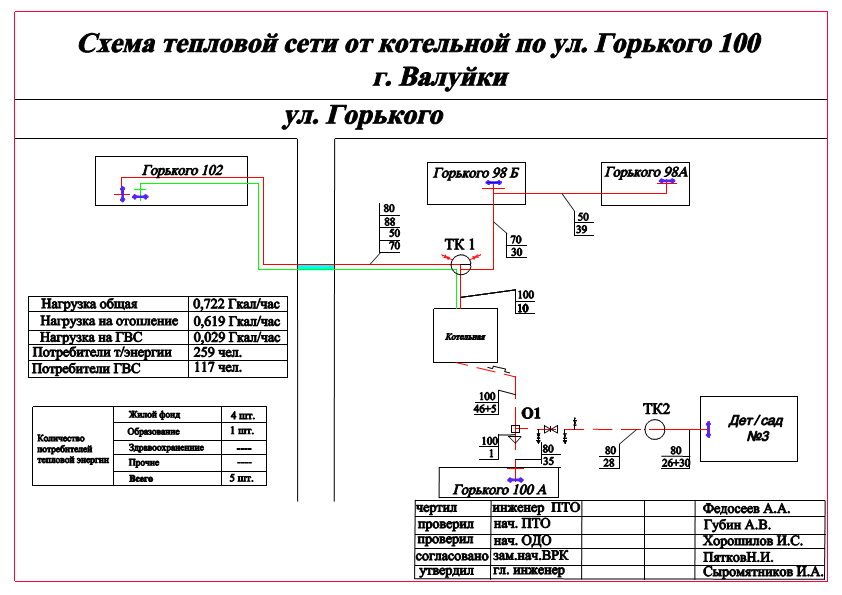 Схема тепловой сети от котельной по ул. Горького 100
г. Валуйки
ул. Горького
Горького 102
Горького 98 Б
Горького 98А
80
88
50
70
ТК 1
70
30
50
39
100
10
Котельная
Нагрузка общая 0,722 Гкал/час
Нагрузка на отопление 0,619 Гкал/час
Нагрузка на ГВС 0,029 Гкал/час
Потребители т/энергии 259 чел.
Потребители ГВС 117 чел.
Количество потребителей тепловой энергии
Жилой фонд 4 шт.
Образование 1 шт.
Здравоохранение ----
Прочие ----
Всего 5 шт.
100
46+5
О1
100
1
80
35
80
28
ТК2
80
26+30
Дет/сад
№3
Горького 100 А
чертил инженер ПТО Федосеев А.А.
проверил нач. ПТО Губин А.В.
проверил нач. ОДО Хорошилов И.С.
согласовано зам.нач.ВРК ПятковН.И.
утвердил гл. инженер Сыромятников И.А.